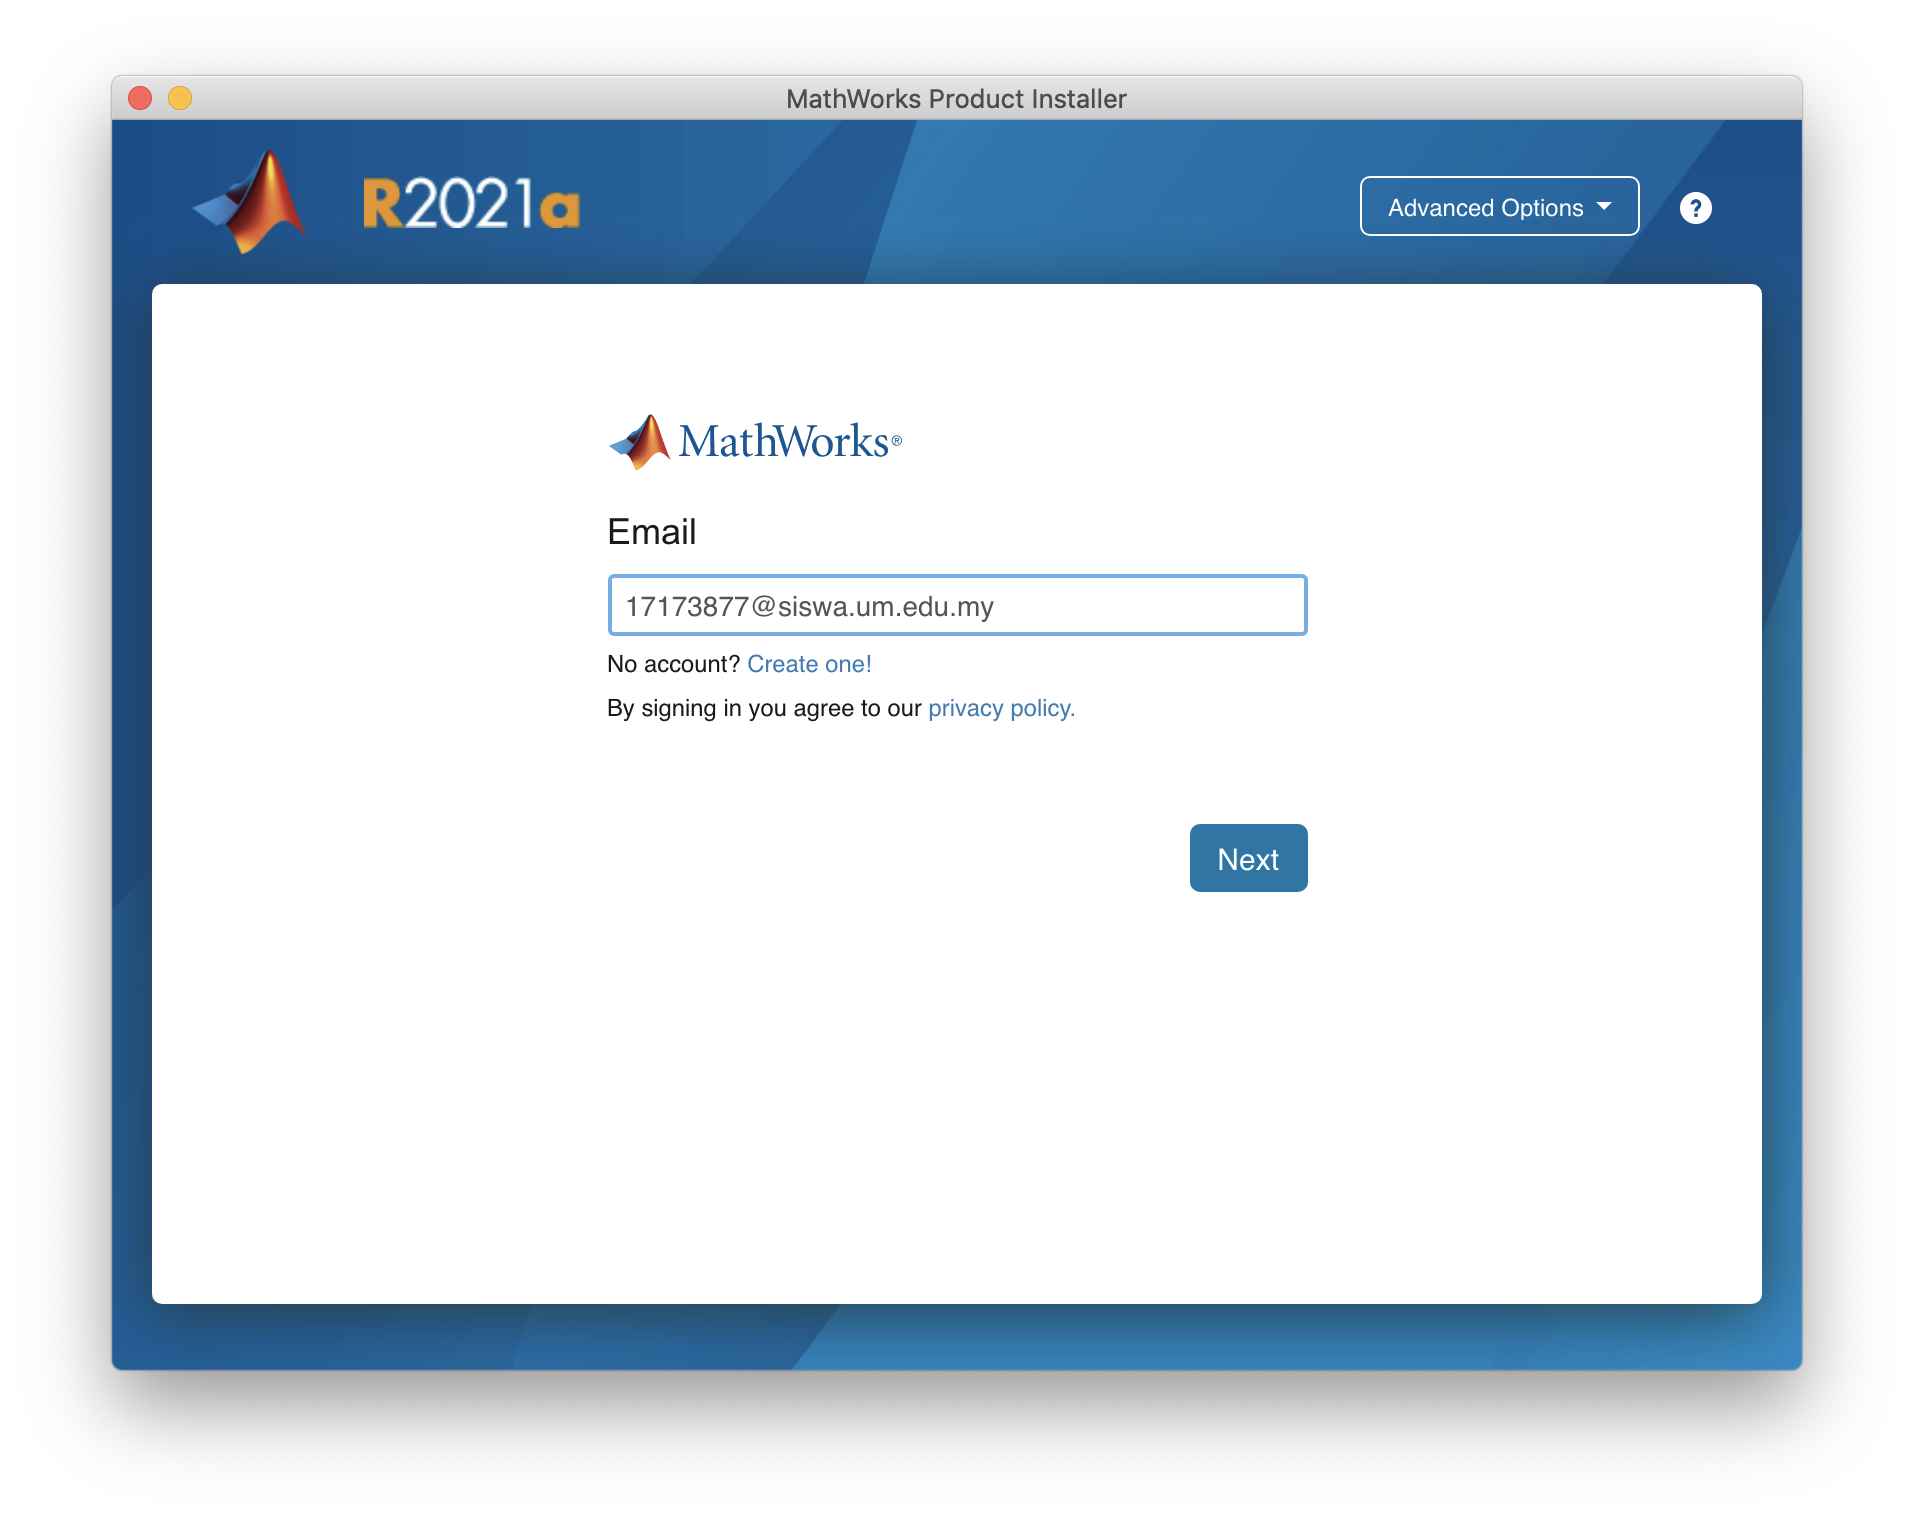 MathWorks Product Installer
R2021a
Advanced Options
?
MathWorks®
Email
17173877@siswa.um.edu.my
No account? Create one!
By signing in you agree to our privacy policy.
Next